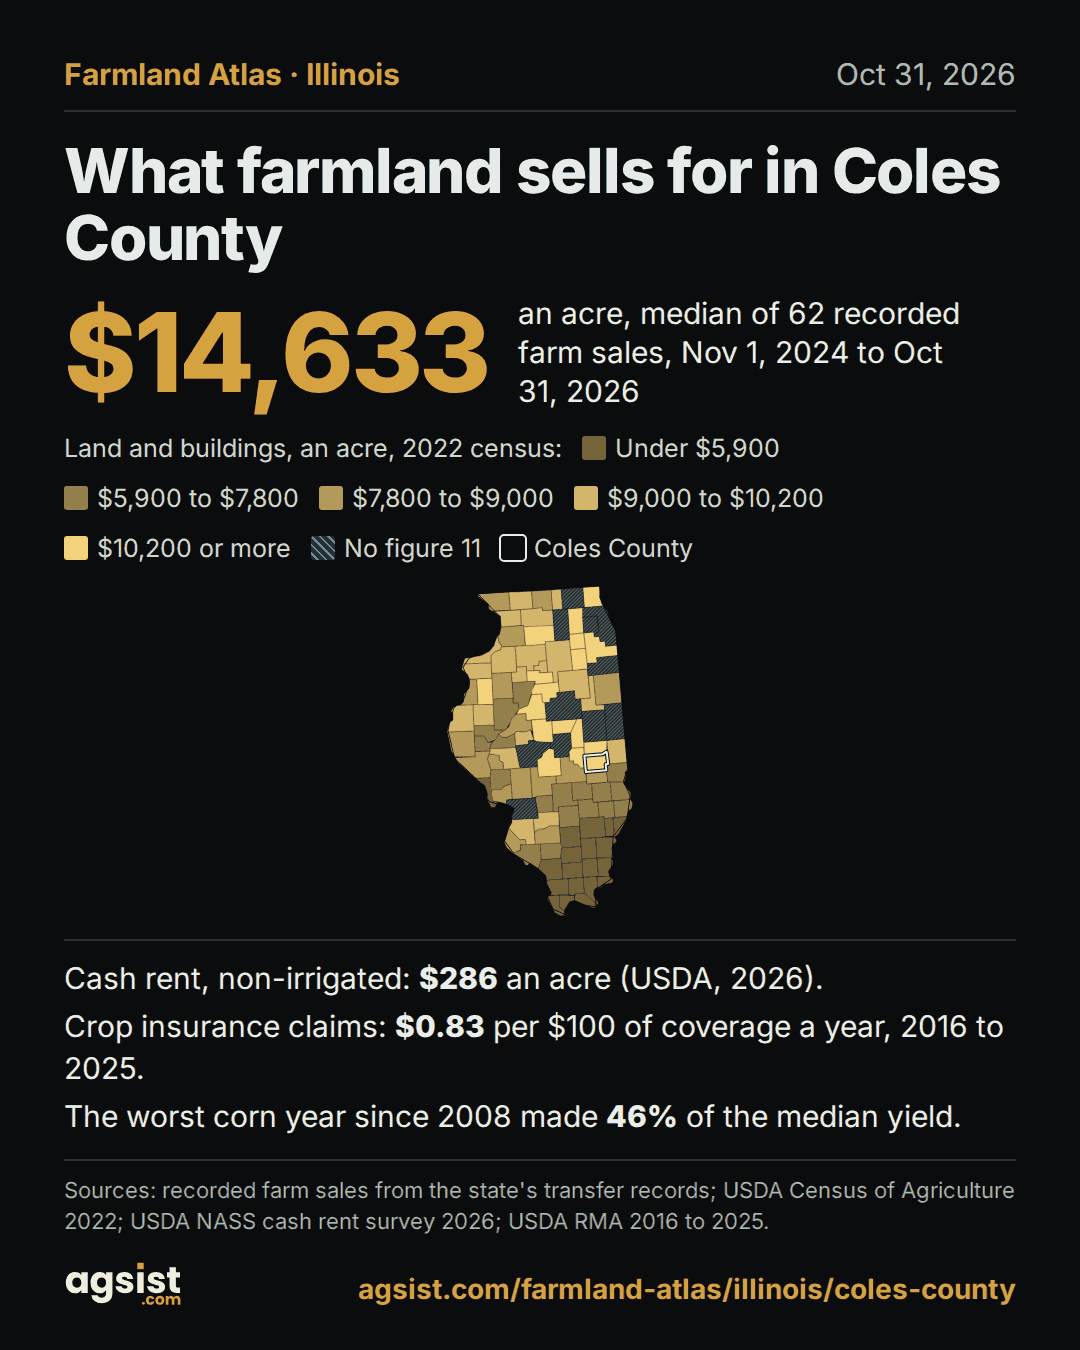 Farmland Atlas · Illinois
Oct 31, 2026
What farmland sells for in Coles
County
$14,633
an acre, median of 62 recorded
farm sales, Nov 1, 2024 to Oct
31, 2026
Land and buildings, an acre, 2022 census: Under $5,900
$5,900 to $7,800 $7,800 to $9,000 $9,000 to $10,200
$10,200 or more No figure 11 Coles County
Cash rent, non-irrigated: $286 an acre (USDA, 2026).
Crop insurance claims: $0.83 per $100 of coverage a year, 2016 to
2025.
The worst corn year since 2008 made 46% of the median yield.
Sources: recorded farm sales from the state's transfer records; USDA Census of Agriculture
2022; USDA NASS cash rent survey 2026; USDA RMA 2016 to 2025.
agsist
.com
agsist.com/farmland-atlas/illinois/coles-county